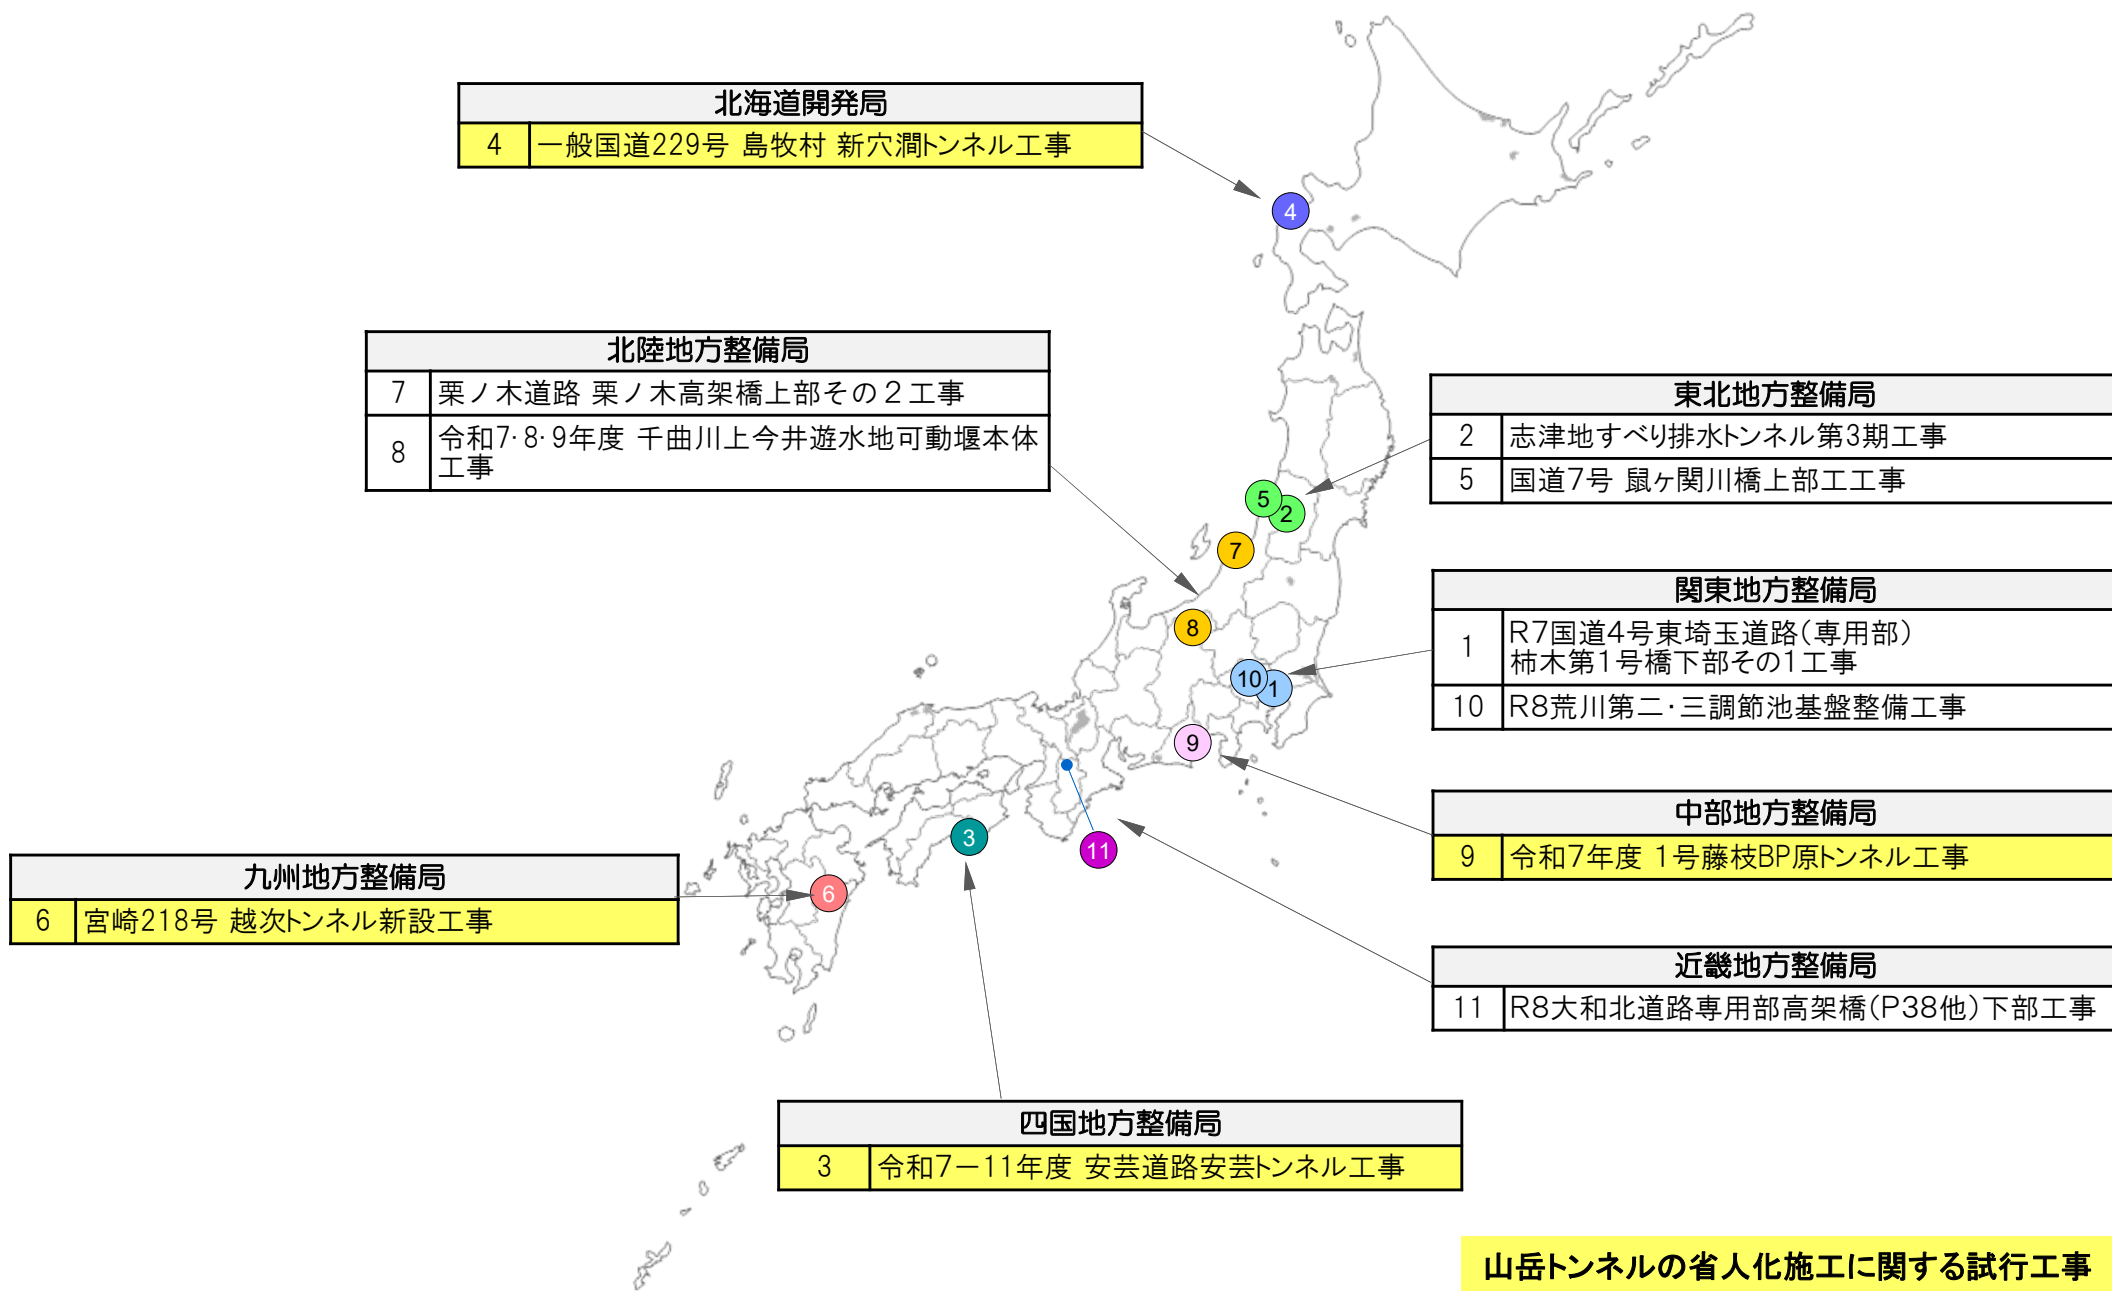 北海道開発局
4 一般国道229号 島牧村 新穴澗トンネル工事
4
北陸地方整備局
7 栗ノ木道路 栗ノ木高架橋上部その２工事
8 令和7・8・9年度 千曲川上今井遊水地可動堰本体
工事
東北地方整備局
2 志津地すべり排水トンネル第3期工事
5 国道7号 鼠ヶ関川橋上部工工事
5
2
7
関東地方整備局
1 R7国道4号東埼玉道路（専用部）
柿木第1号橋下部その1工事
10 R8荒川第二・三調節池基盤整備工事
8
10
1
9
中部地方整備局
9 令和7年度 1号藤枝BP原トンネル工事
3
11
九州地方整備局
6 宮崎218号 越次トンネル新設工事
6
近畿地方整備局
11 R8大和北道路専用部高架橋（P38他）下部工事
四国地方整備局
3 令和7－11年度 安芸道路安芸トンネル工事
山岳トンネルの省人化施工に関する試行工事